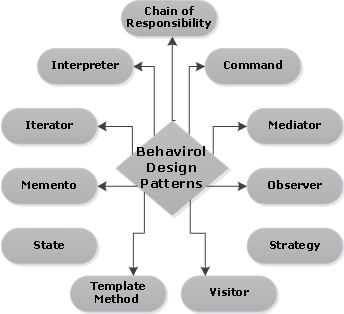 Chain of
Responsibility
Interpreter
Command
Iterator
Mediator
Behavirol
Design
Patterns
Memento
Observer
State
Strategy
Template
Method
Visitor